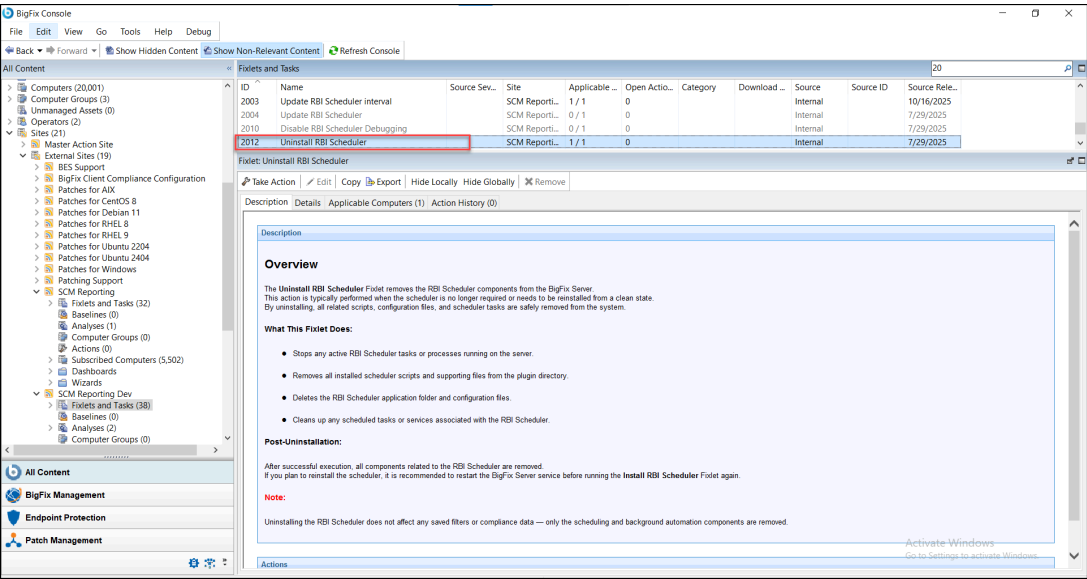 BigFix Console
File Edit View Go Tools Help Debug
Back Forward Show Hidden Content Show Non-Relevant Content Refresh Console
All Content
Computers (20,001)
Computer Groups (3)
Unmanaged Assets (0)
Operators (2)
Sites (21)
Master Action Site
External Sites (19)
BES Support
BigFix Client Compliance Configuration
Patches for AIX
Patches for CentOS 8
Patches for Debian 11
Patches for RHEL 8
Patches for RHEL 9
Patches for Ubuntu 2204
Patches for Ubuntu 2404
Patches for Windows
Patching Support
SCM Reporting
Fixlets and Tasks (32)
Baselines (0)
Analyses (1)
Computer Groups (0)
Actions (0)
Subscribed Computers (5,502)
Dashboards
Wizards
SCM Reporting Dev
Fixlets and Tasks (38)
Baselines (0)
Analyses (2)
Computer Groups (0)
All Content
BigFix Management
Endpoint Protection
Patch Management
Fixlets and Tasks 20
ID Name Source Sev... Site Applicable ... Open Actio... Category Download ... Source Source ID Source Rele...
2003 Update RBI Scheduler interval SCM Reporti... 1 / 1 0 Internal 10/16/2025
2004 Update RBI Scheduler SCM Reporti... 0 / 1 0 Internal 7/29/2025
2010 Disable RBI Scheduler Debugging SCM Reporti... 0 / 1 0 Internal 7/29/2025
2012 Uninstall RBI Scheduler SCM Reporti... 1 / 1 0 Internal 7/29/2025
Fixlet: Uninstall RBI Scheduler
Take Action Edit Copy Export Hide Locally Hide Globally Remove
Description Details Applicable Computers (1) Action History (0)
Description
Overview
The Uninstall RBI Scheduler Fixlet removes the RBI Scheduler components from the BigFix Server.
This action is typically performed when the scheduler is no longer required or needs to be reinstalled from a clean state.
By uninstalling, all related scripts, configuration files, and scheduler tasks are safely removed from the system.
What This Fixlet Does:
● Stops any active RBI Scheduler tasks or processes running on the server.
● Removes all installed scheduler scripts and supporting files from the plugin directory.
● Deletes the RBI Scheduler application folder and configuration files.
● Cleans up any scheduled tasks or services associated with the RBI Scheduler.
Post-Uninstallation:
After successful execution, all components related to the RBI Scheduler are removed.
If you plan to reinstall the scheduler, it is recommended to restart the BigFix Server service before running the Install RBI Scheduler Fixlet again.
Note:
Uninstalling the RBI Scheduler does not affect any saved filters or compliance data — only the scheduling and background automation components are removed.
Activate Windows
Go to Settings to activate Windows.
Actions